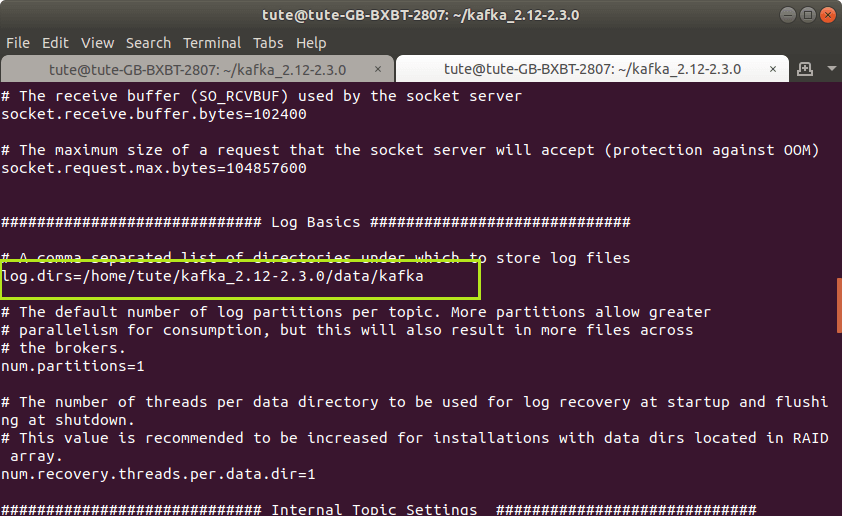 tute@tute-GB-BXBT-2807: ~/kafka_2.12-2.3.0
File Edit View Search Terminal Tabs Help
tute@tute-GB-BXBT-2807: ~/kafka_2.12-2.3.0 × tute@tute-GB-BXBT-2807: ~/kafka_2.12-2.3.0 ×
# The receive buffer (SO_RCVBUF) used by the socket server
socket.receive.buffer.bytes=102400
# The maximum size of a request that the socket server will accept (protection against OOM)
socket.request.max.bytes=104857600
############################# Log Basics #############################
# A comma separated list of directories under which to store log files
log.dirs=/home/tute/kafka_2.12-2.3.0/data/kafka
# The default number of log partitions per topic. More partitions allow greater
# parallelism for consumption, but this will also result in more files across
# the brokers.
num.partitions=1
# The number of threads per data directory to be used for log recovery at startup and flushi
ng at shutdown.
# This value is recommended to be increased for installations with data dirs located in RAID
 array.
num.recovery.threads.per.data.dir=1
############################# Internal Topic Settings  #############################